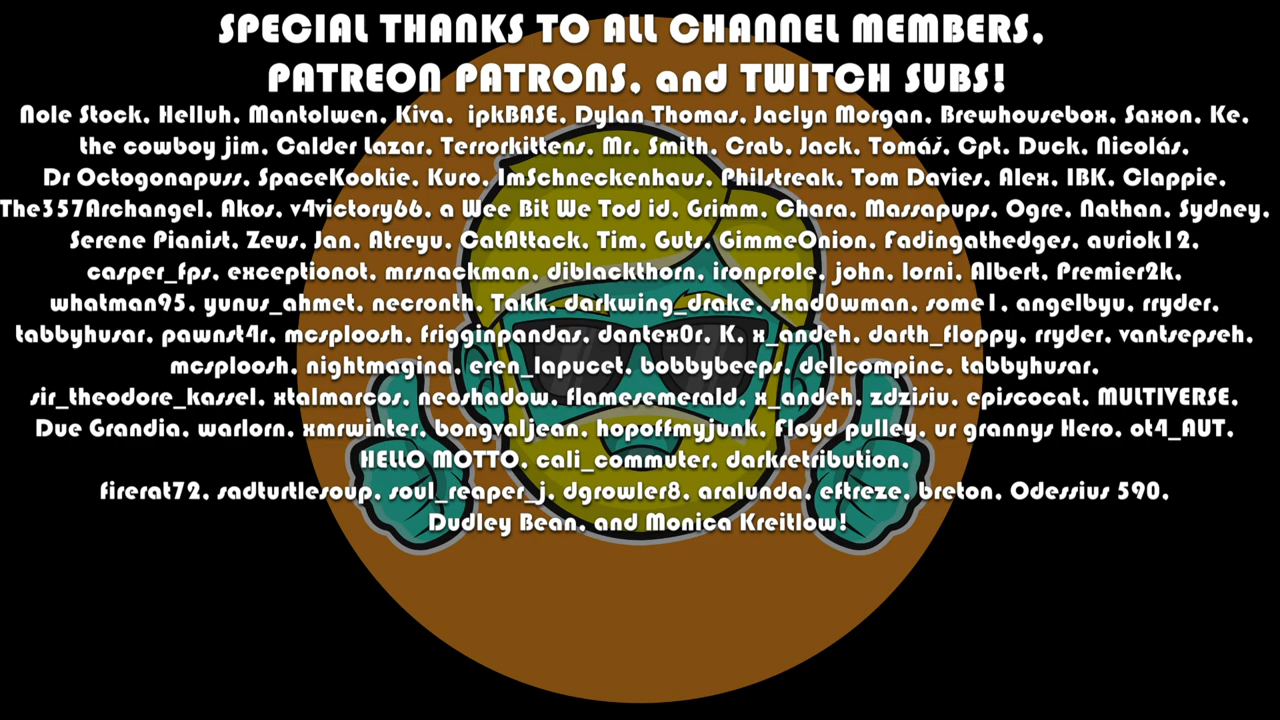 SPECIAL THANKS TO ALL CHANNEL MEMBERS,
PATREON PATRONS, and TWITCH SUBS!
Nole Stock, Helluh, Mantolwen, Kiva,  ipkBASE, Dylan Thomas, Jaclyn Morgan, Brewhousebox, Saxon, Ke,
the cowboy jim, Calder Lazar, Terrorkittens, Mr. Smith, Crab, Jack, Tomáš, Cpt. Duck, Nicolás,
Dr Octogonapuss, SpaceKookie, Kuro, ImSchneckenhaus, Philstreak, Tom Davies, Alex, IBK, Clappie,
The357Archangel, Akos, v4victory66, a Wee Bit We Tod id, Grimm, Chara, Massapups, Ogre, Nathan, Sydney,
Serene Pianist, Zeus, Jan, Atreyu, CatAttack, Tim, Guts, GimmeOnion, Fadingathedges, auriok12,
casper_fps, exceptionot, mrsnackman, diblackthorn, ironprole, john, lorni, Albert, Premier2k,
whatman95, yunus_ahmet, necronth, Takk, darkwing_drake, shad0wman, some1, angelbyu, rryder,
tabbyhusar, pawnst4r, mcsploosh, frigginpandas, dantex0r, K, x_andeh, darth_floppy, rryder, vantsepseh,
mcsploosh, nightmagina, eren_lapucet, bobbybeeps, dellcompinc, tabbyhusar,
sir_theodore_kassel, xtalmarcos, neoshadow, flamesemerald, x_andeh, zdzisiu, episcocat, MULTIVERSE,
Due Grandia, warlorn, xmrwinter, bongvaljean, hopoffmyjunk, Floyd pulley, ur grannys Hero, ot4_AUT,
HELLO MOTTO, cali_commuter, darkretribution,
firerat72, sadturtlesoup, soul_reaper_j, dgrowler8, aralunda, eftreze, breton, Odessius 590,
Dudley Bean, and Monica Kreitlow!